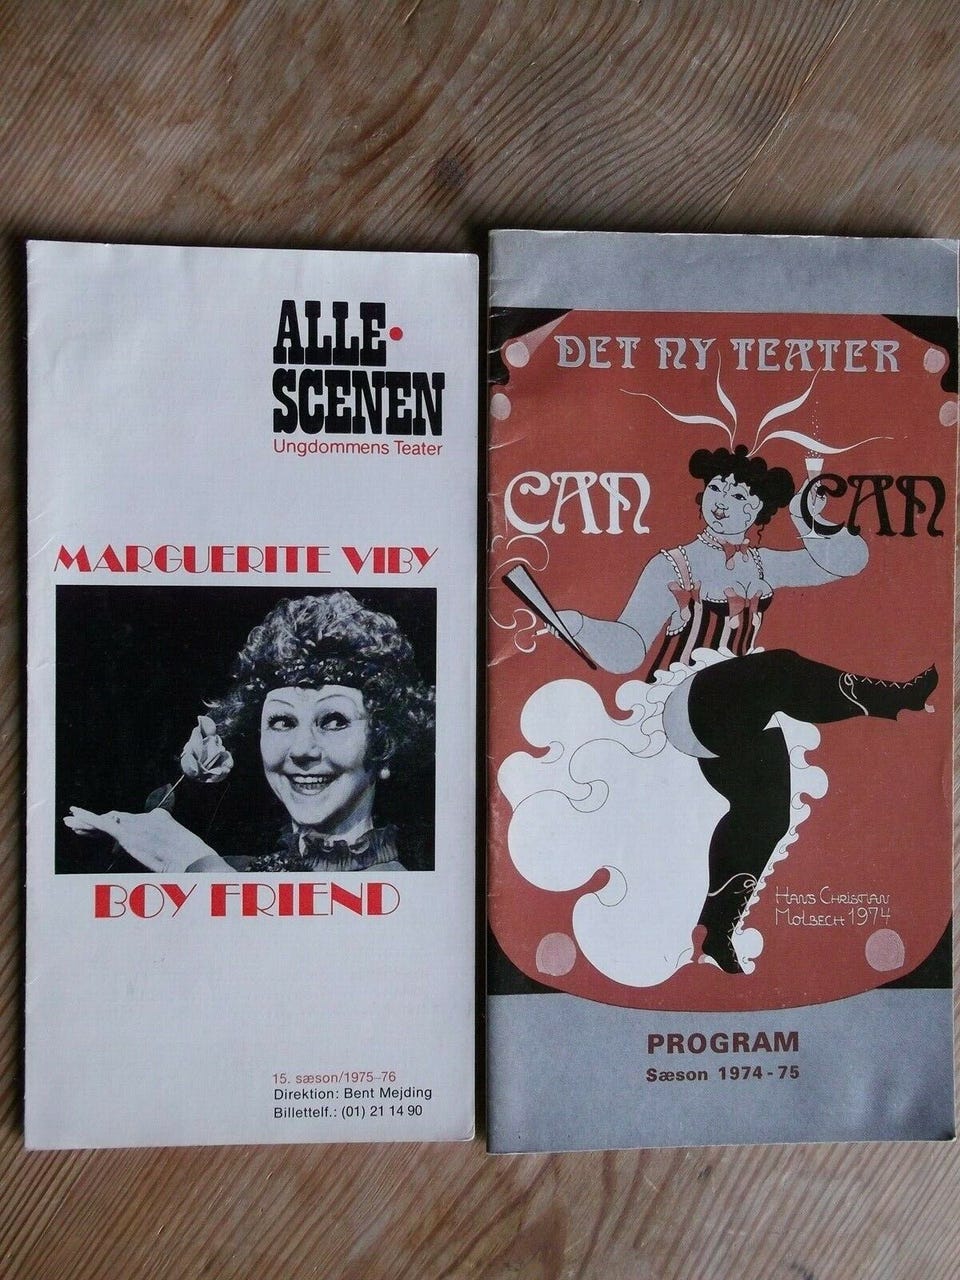 ALLE•
SCENEN
Ungdommens Teater
MARGUERITE VIBY
BOY FRIEND
15. sæson/1975-76
Direktion: Bent Mejding
Billettelf.: (01) 21 14 90
DET NY TEATER
CAN CAN
HANS CHRISTIAN
MOLBECH 1974
PROGRAM
Sæson 1974-75